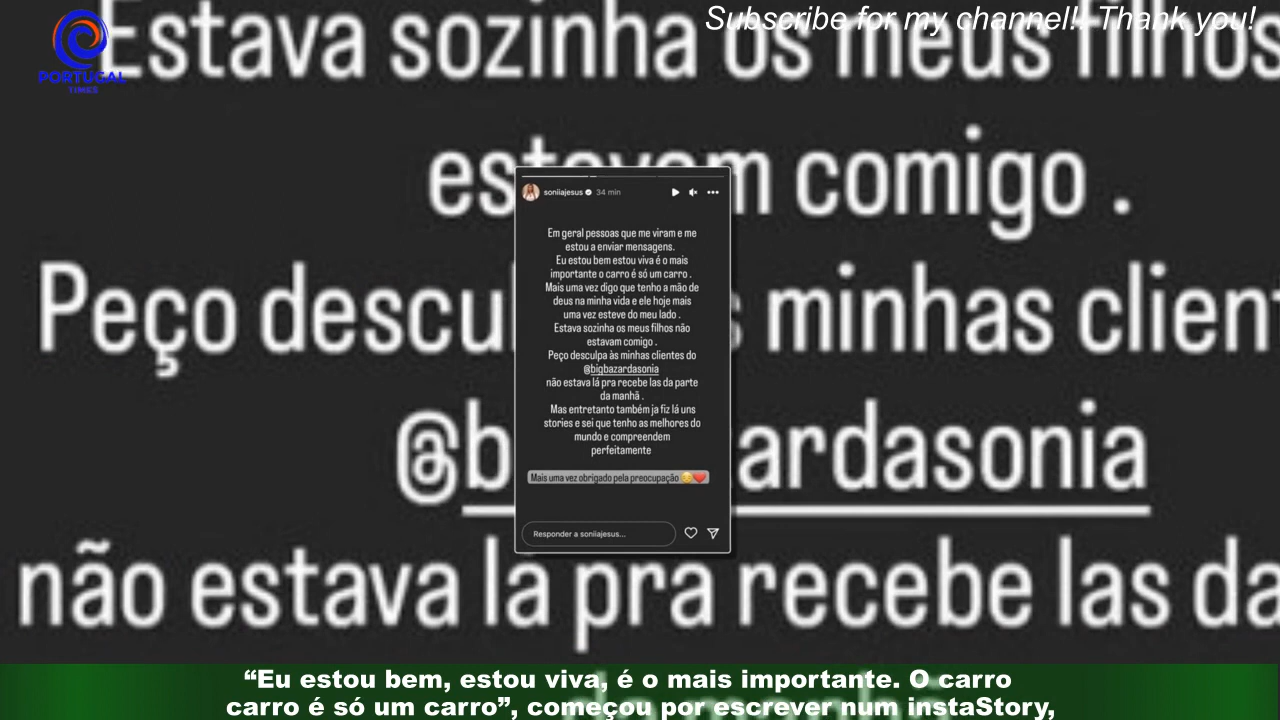 Subscribe for my channel!! Thank you!
PORTUGAL
TIMES
Estava sozinha os meus filhos
estavam comigo .
Peço descul s minhas client
@b ardasonia
não estava lá pra recebe las da
soniiajesus 34 min
Em geral pessoas que me viram e me
estou a enviar mensagens.
Eu estou bem estou viva é o mais
importante o carro é só um carro .
Mais uma vez digo que tenho a mão de
deus na minha vida e ele hoje mais
uma vez esteve do meu lado .
Estava sozinha os meus filhos não
estavam comigo .
Peço desculpa às minhas clientes do
@bigbazardasonia
não estava lá pra recebe las da parte
da manhã .
Mas entretanto também ja fiz lá uns
stories e sei que tenho as melhores do
mundo e compreendem
perfeitamente
Mais uma vez obrigado pela preocupação 🥹❤️
Responder a soniiajesus...
“Eu estou bem, estou viva, é o mais importante. O carro
carro é só um carro”, começou por escrever num instaStory,